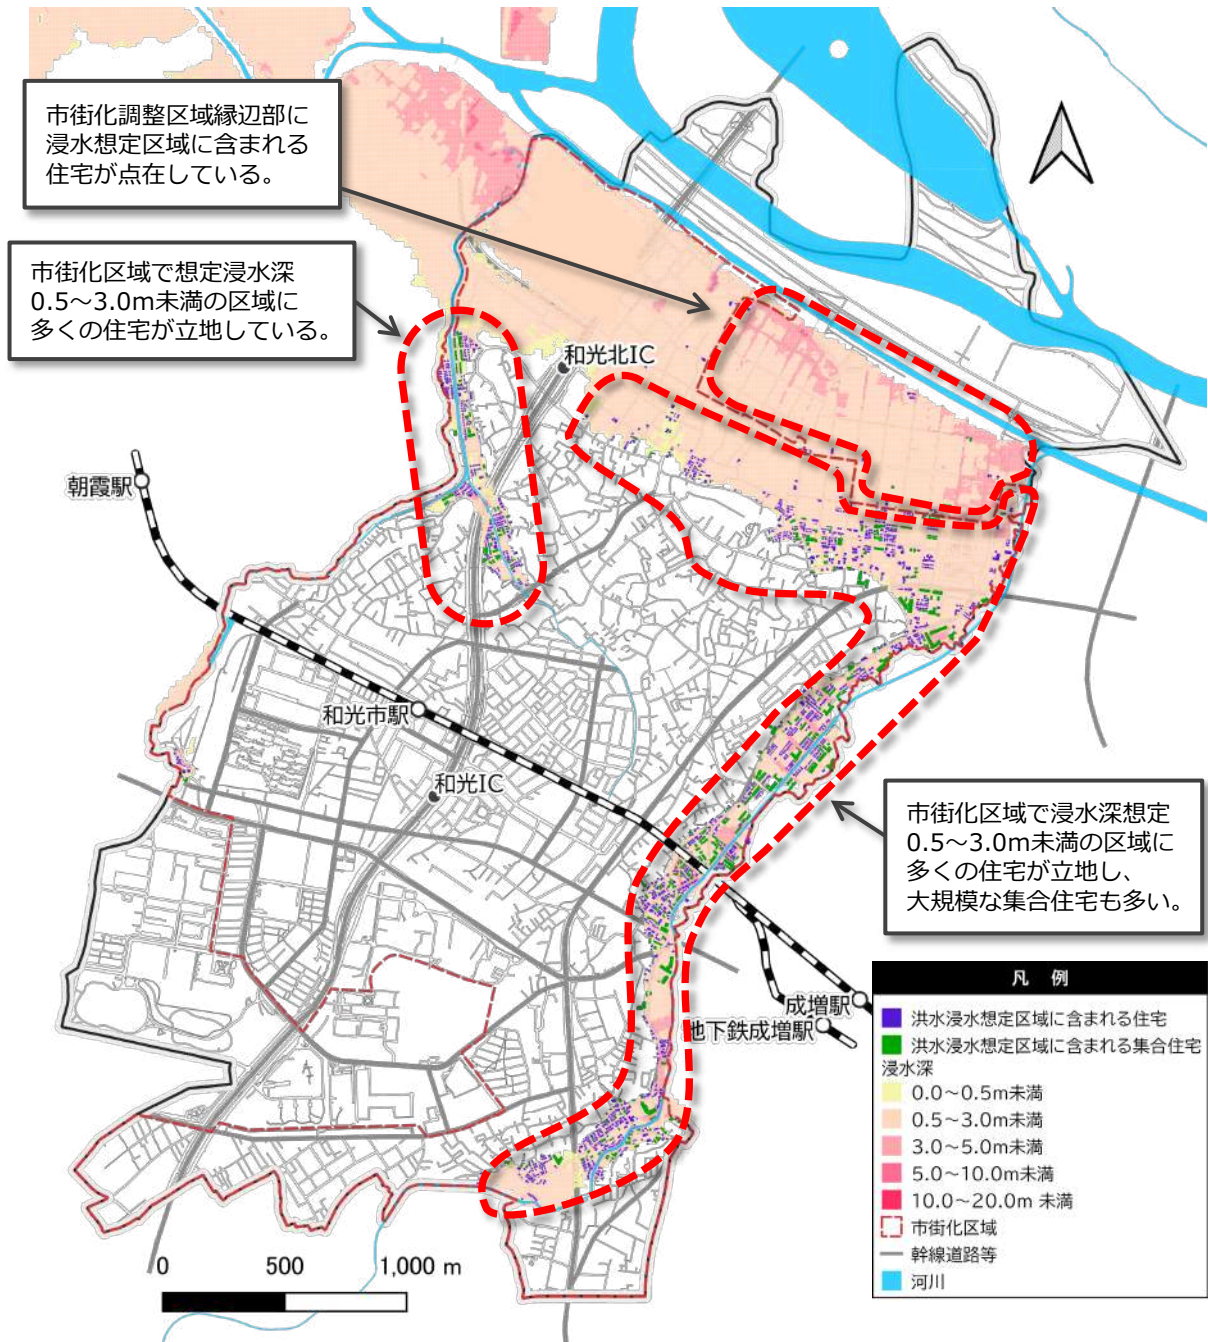 市街化調整区域縁辺部に
浸水想定区域に含まれる
住宅が点在している。
市街化区域で想定浸水深
0.5～3.0m未満の区域に
多くの住宅が立地している。
和光北IC
朝霞駅
和光市駅
和光IC
市街化区域で浸水深想定
0.5～3.0m未満の区域に
多くの住宅が立地し、
大規模な集合住宅も多い。
成増駅
地下鉄成増駅
凡 例
洪水浸水想定区域に含まれる住宅
洪水浸水想定区域に含まれる集合住宅
浸水深
0.0～0.5m未満
0.5～3.0m未満
3.0～5.0m未満
5.0～10.0m未満
10.0～20.0m 未満
市街化区域
幹線道路等
河川
0 500 1,000 m